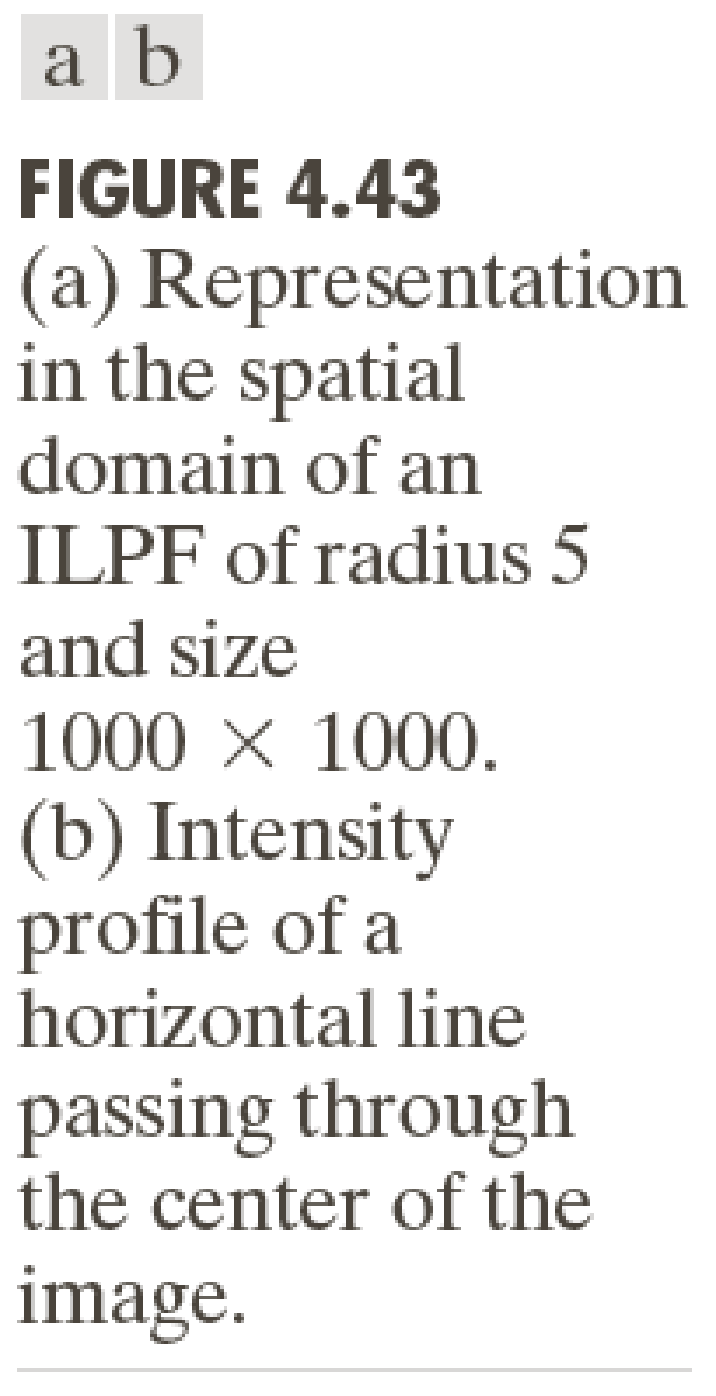 a b
FIGURE 4.43
(a) Representation
in the spatial
domain of an
ILPF of radius 5
and size
1000 × 1000.
(b) Intensity
profile of a
horizontal line
passing through
the center of the
image.